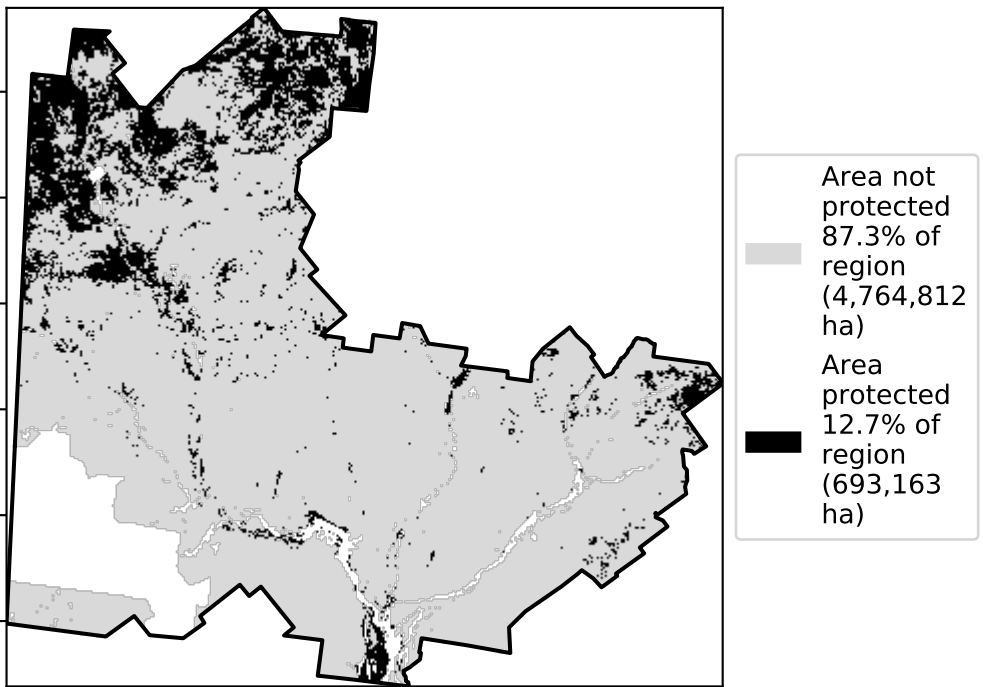 Area not
protected
87.3% of
region
(4,764,812
ha)
Area
protected
12.7% of
region
(693,163
ha)